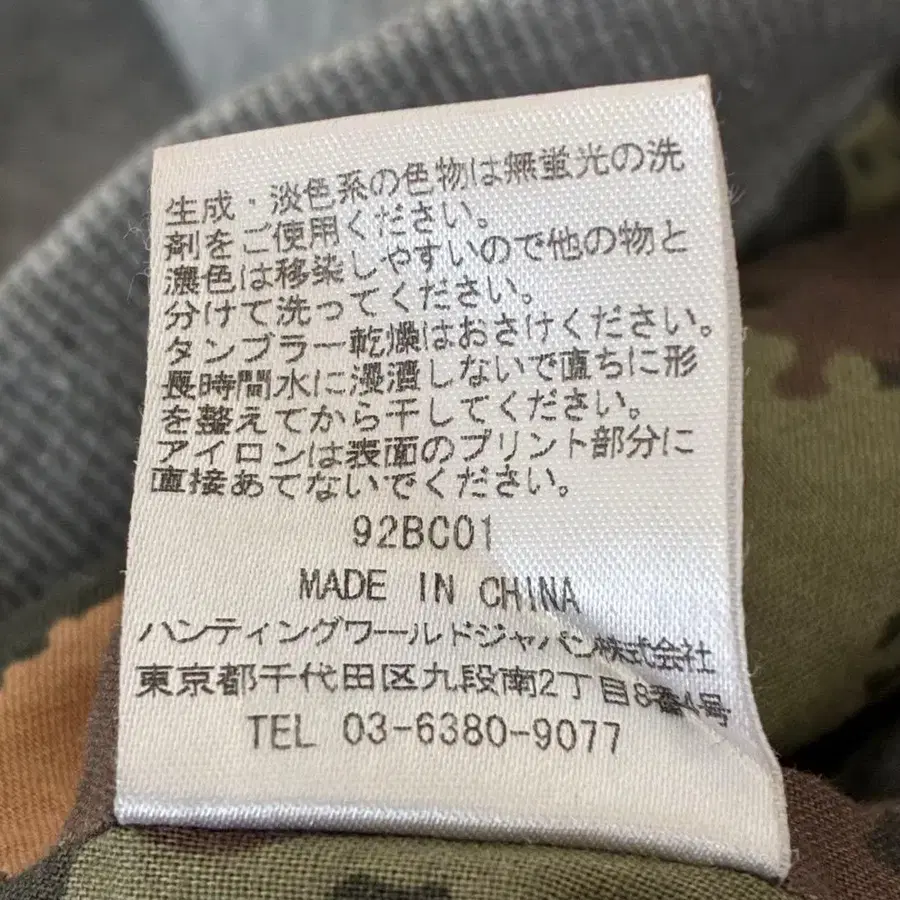 生成・淡色系の色物は無蛍光の洗
剤をご使用ください。
濃色は移染しやすいので他の物と
分けて洗ってください。
タンブラー乾燥はおさけください。
長時間水に浸漬しないで直ちに形
を整えてから干してください。
アイロンは表面のプリント部分に
直接あてないでください。
92BC01
MADE IN CHINA
ハンティングワールドジャパン株式会社
東京都千代田区九段南2丁目8番4号
TEL 03-6380-9077